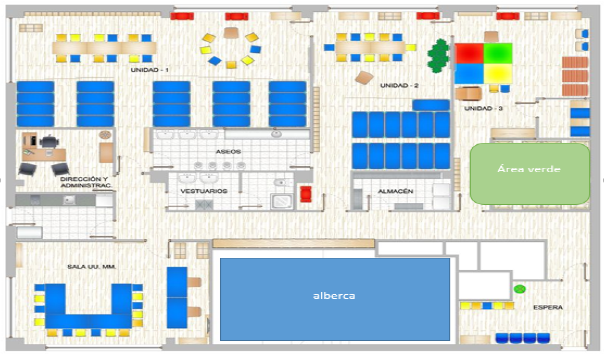 UNIDAD - 1
UNIDAD - 2
UNIDAD - 3
ASEOS
Área verde
DIRECCIÓN Y
ADMINISTRAC.
VESTUARIOS
ALMACÉN
SALA UU. MM.
alberca
ESPERA